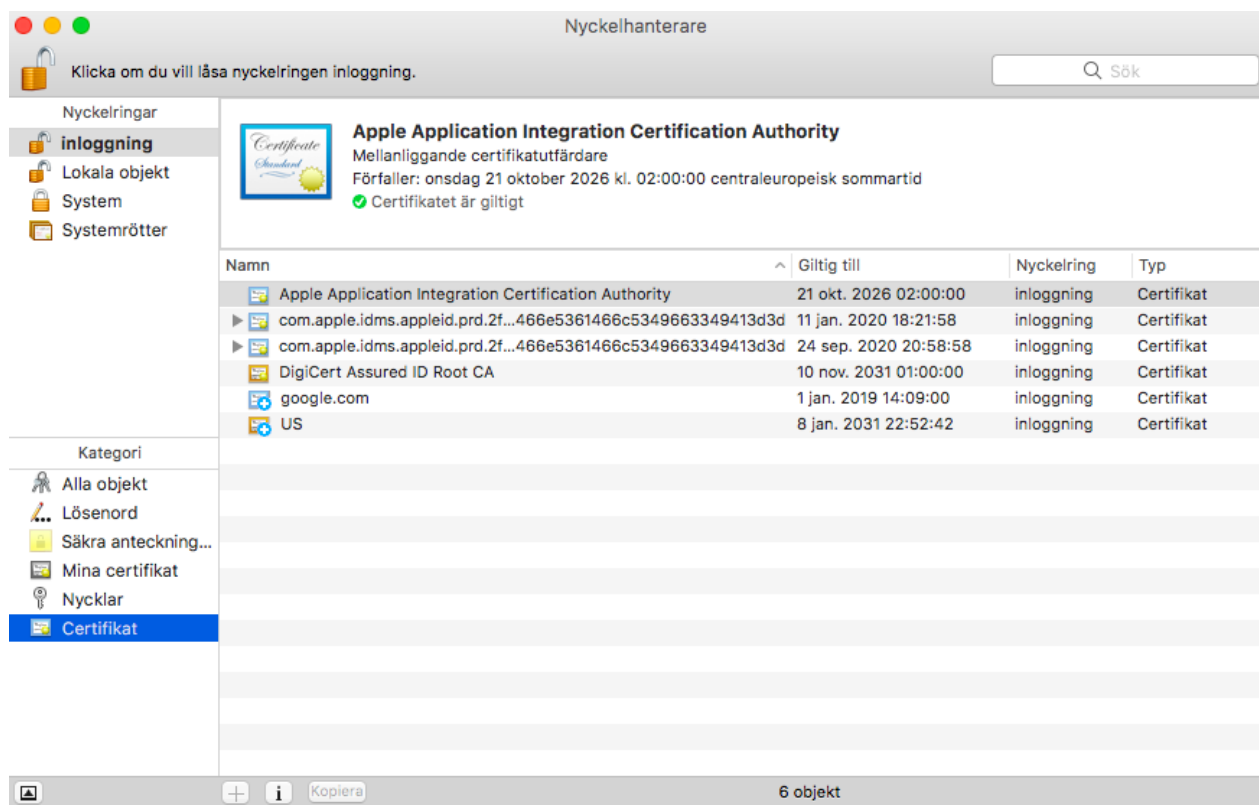 Nyckelhanterare
Klicka om du vill låsa nyckelringen inloggning.
Sök
Nyckelringar
inloggning
Lokala objekt
System
Systemrötter
Certificate
Standard
Apple Application Integration Certification Authority
Mellanliggande certifikatutfärdare
Förfaller: onsdag 21 oktober 2026 kl. 02:00:00 centraleuropeisk sommartid
Certifikatet är giltigt
Namn Giltig till Nyckelring Typ
Apple Application Integration Certification Authority 21 okt. 2026 02:00:00 inloggning Certifikat
com.apple.idms.appleid.prd.2f...466e5361466c5349663349413d3d 11 jan. 2020 18:21:58 inloggning Certifikat
com.apple.idms.appleid.prd.2f...466e5361466c5349663349413d3d 24 sep. 2020 20:58:58 inloggning Certifikat
DigiCert Assured ID Root CA 10 nov. 2031 01:00:00 inloggning Certifikat
google.com 1 jan. 2019 14:09:00 inloggning Certifikat
US 8 jan. 2031 22:52:42 inloggning Certifikat
Kategori
Alla objekt
Lösenord
Säkra anteckning...
Mina certifikat
Nycklar
Certifikat
Kopiera
6 objekt